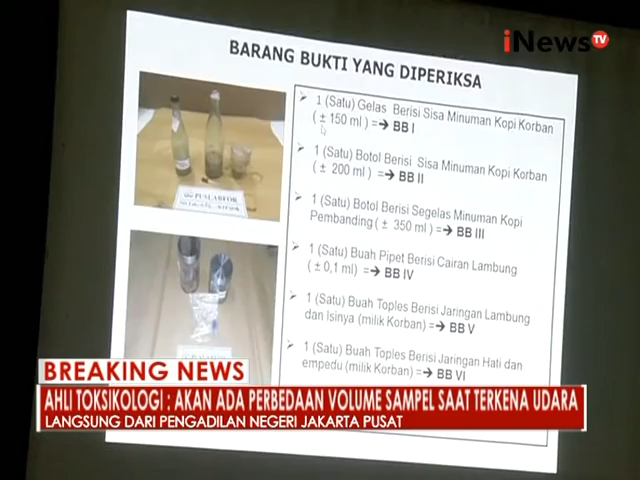 iNews TV
BARANG BUKTI YANG DIPERIKSA
PUSLABFOR
➢ 1 (Satu) Gelas Berisi Sisa Minuman Kopi Korban
( ± 150 ml ) =➔ BB I
➢ 1 (Satu) Botol Berisi Sisa Minuman Kopi Korban
( ± 200 ml ) =➔ BB II
➢ 1 (Satu) Botol Berisi Segelas Minuman Kopi
Pembanding ( ± 350 ml ) =➔ BB III
➢ 1 (Satu) Buah Pipet Berisi Cairan Lambung
( ± 0,1 ml ) =➔ BB IV
➢ 1 (Satu) Buah Toples Berisi Jaringan Lambung
dan Isinya (milik Korban) =➔ BB V
➢ 1 (Satu) Buah Toples Berisi Jaringan Hati dan
empedu (milik Korban) =➔ BB VI
BREAKING NEWS
AHLI TOKSIKOLOGI : AKAN ADA PERBEDAAN VOLUME SAMPEL SAAT TERKENA UDARA
LANGSUNG DARI PENGADILAN NEGERI JAKARTA PUSAT